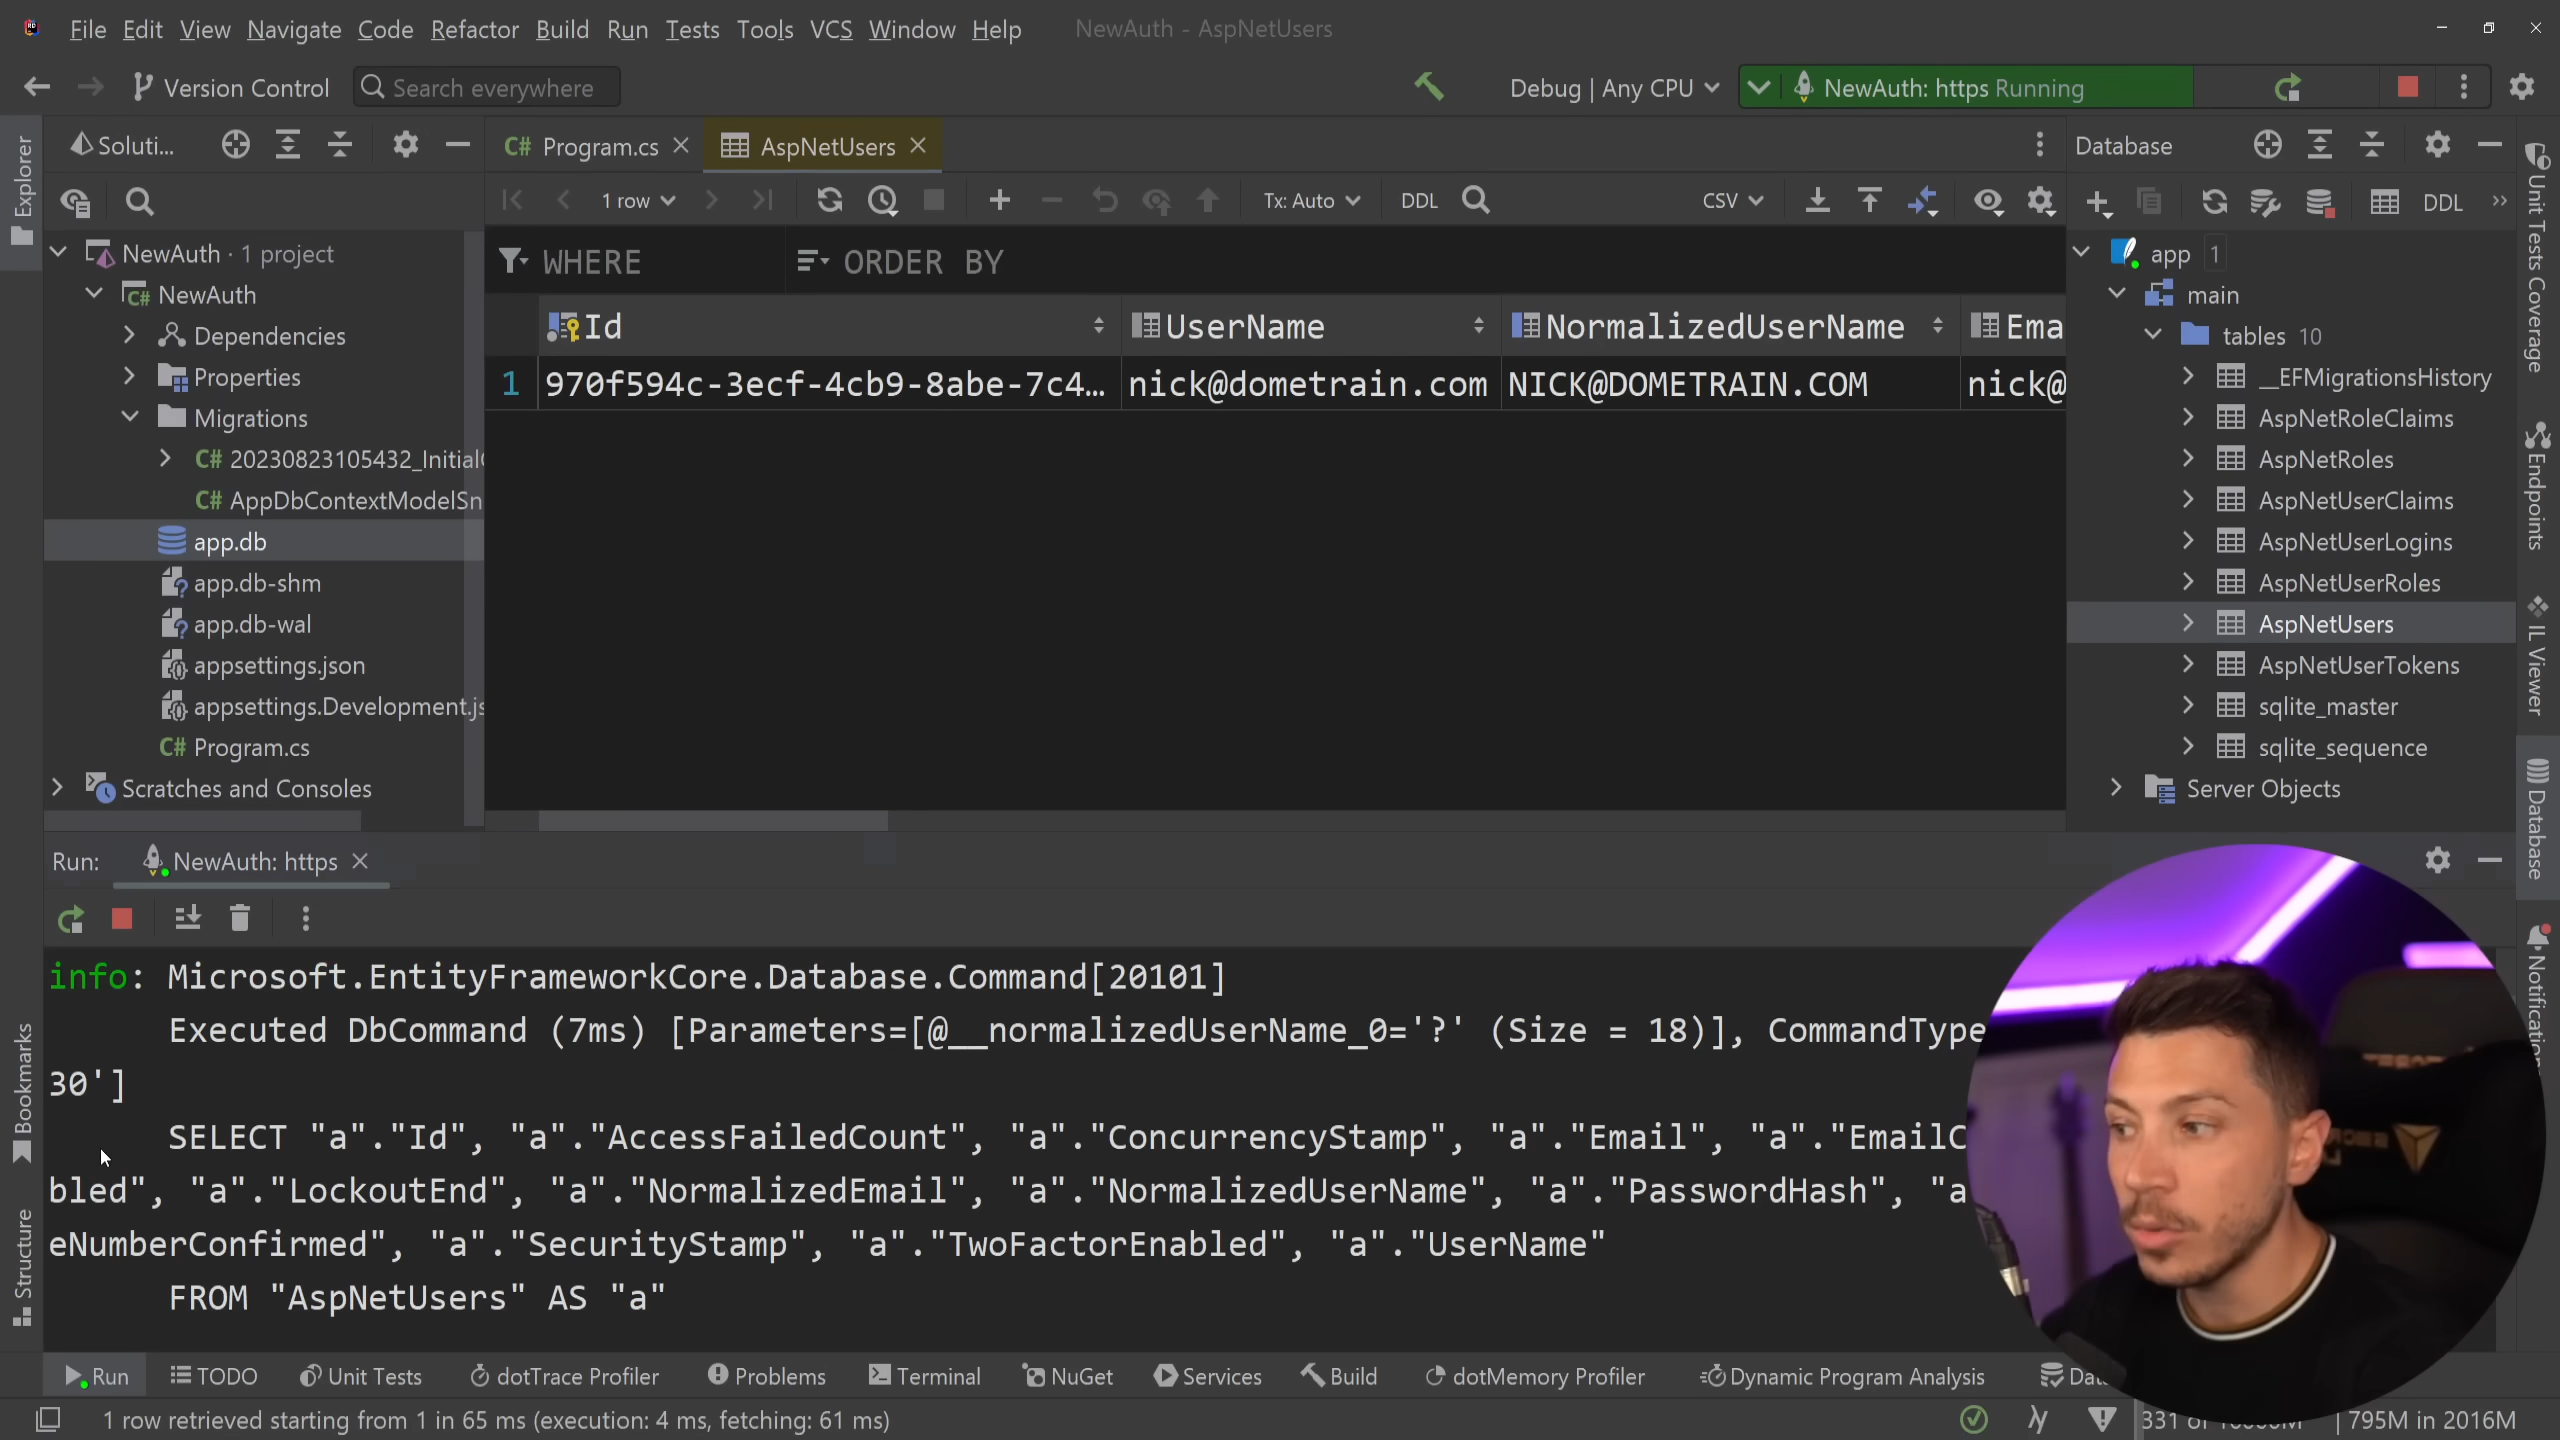 File Edit View Navigate Code Refactor Build Run Tests Tools VCS Window Help NewAuth - AspNetUsers
Version Control Search everywhere Debug | Any CPU NewAuth: https Running
Soluti...
Program.cs AspNetUsers
Database
1 row Tx: Auto DDL CSV
DDL
WHERE ORDER BY
Id UserName NormalizedUserName Ema
1 970f594c-3ecf-4cb9-8abe-7c4... nick@dometrain.com NICK@DOMETRAIN.COM nick@
Explorer
NewAuth · 1 project
NewAuth
Dependencies
Properties
Migrations
C# 20230823105432_Initial
C# AppDbContextModelSn
app.db
app.db-shm
app.db-wal
appsettings.json
appsettings.Development.js
C# Program.cs
Scratches and Consoles
app 1
main
tables 10
__EFMigrationsHistory
AspNetRoleClaims
AspNetRoles
AspNetUserClaims
AspNetUserLogins
AspNetUserRoles
AspNetUsers
AspNetUserTokens
sqlite_master
sqlite_sequence
Server Objects
Unit Tests Coverage
Endpoints
IL Viewer
Database
Notification
Run: NewAuth: https
info: Microsoft.EntityFrameworkCore.Database.Command[20101]
Executed DbCommand (7ms) [Parameters=[@__normalizedUserName_0='?' (Size = 18)], CommandType
30']
SELECT "a"."Id", "a"."AccessFailedCount", "a"."ConcurrencyStamp", "a"."Email", "a"."EmailC
bled", "a"."LockoutEnd", "a"."NormalizedEmail", "a"."NormalizedUserName", "a"."PasswordHash", "a
eNumberConfirmed", "a"."SecurityStamp", "a"."TwoFactorEnabled", "a"."UserName"
FROM "AspNetUsers" AS "a"
Bookmarks
Structure
Run TODO Unit Tests dotTrace Profiler Problems Terminal NuGet Services Build dotMemory Profiler Dynamic Program Analysis
1 row retrieved starting from 1 in 65 ms (execution: 4 ms, fetching: 61 ms) 331 795M in 2016M